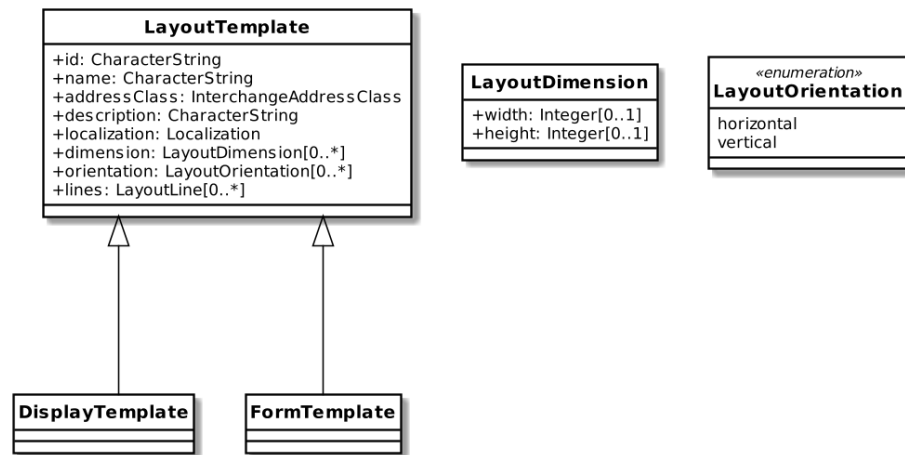 LayoutTemplate
+id: CharacterString
+name: CharacterString
+addressClass: InterchangeAddressClass
+description: CharacterString
+localization: Localization
+dimension: LayoutDimension[0..*]
+orientation: LayoutOrientation[0..*]
+lines: LayoutLine[0..*]
LayoutDimension
+width: Integer[0..1]
+height: Integer[0..1]
«enumeration»
LayoutOrientation
horizontal
vertical
DisplayTemplate
FormTemplate